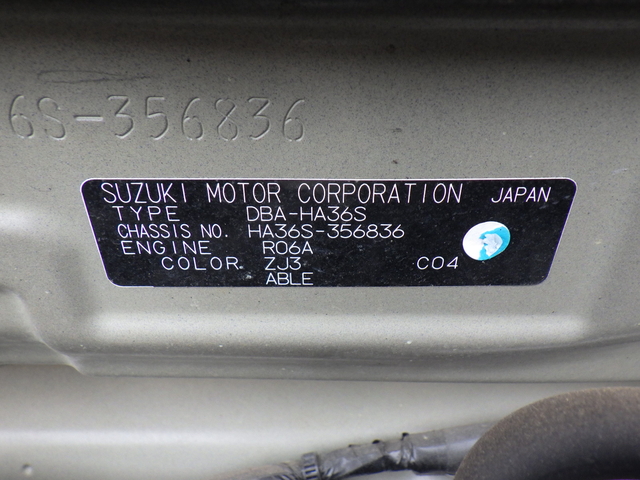 6S-356836
SUZUKI MOTOR CORPORATION JAPAN
TYPE DBA-HA36S
CHASSIS NO. HA36S-356836
ENGINE R06A
COLOR ZJ3 C04
ABLE